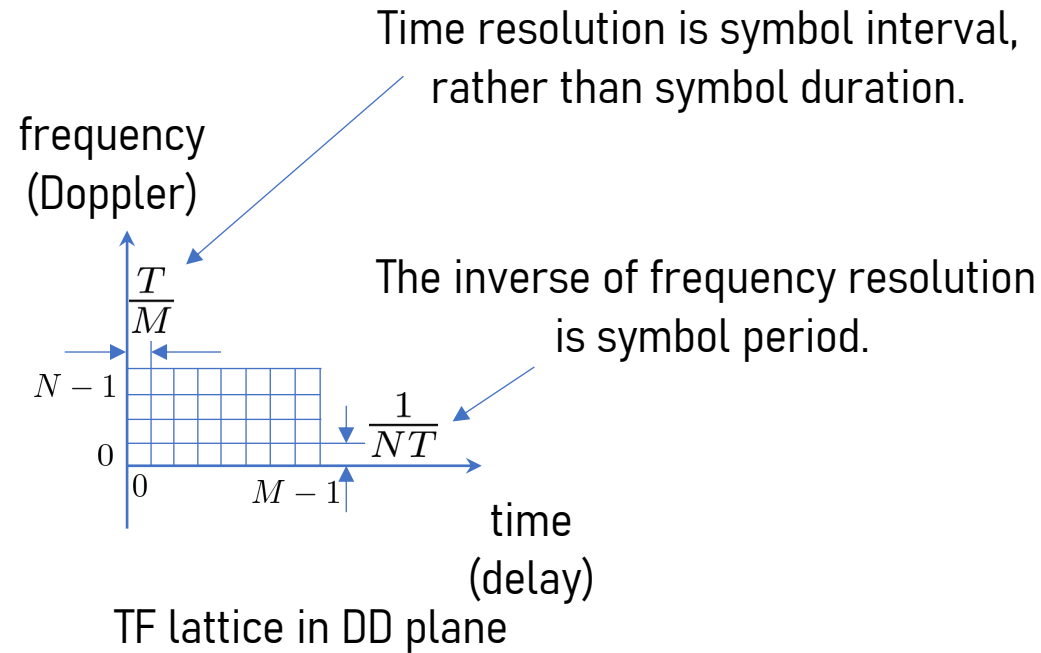 Time resolution is symbol interval,
rather than symbol duration.
frequency
(Doppler)
T
M
The inverse of frequency resolution
is symbol period.
N − 1
1
NT
0
0
M − 1
time
(delay)
TF lattice in DD plane